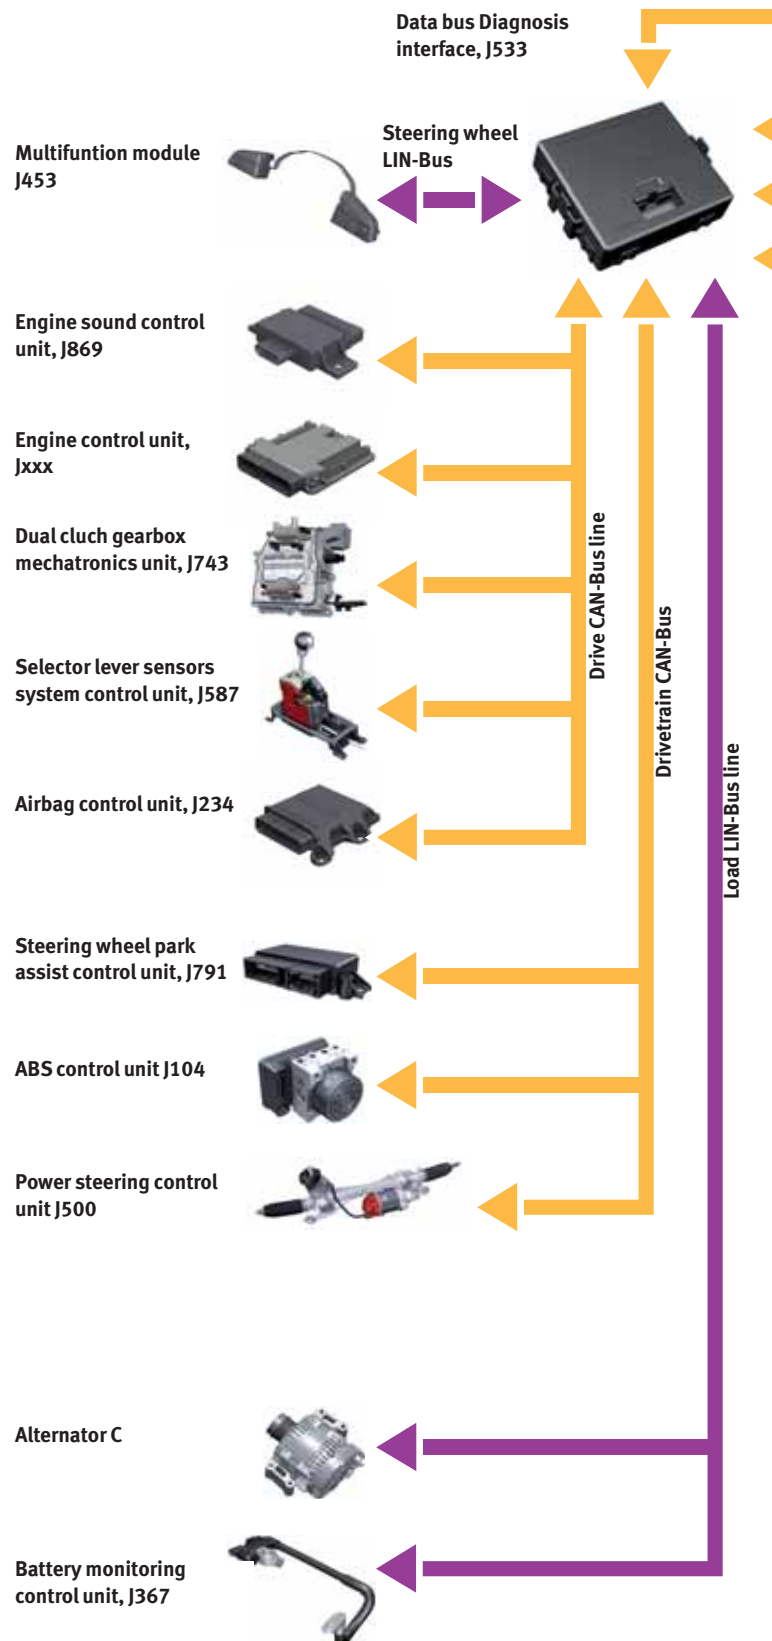 Data bus Diagnosis
interface, J533
Multifuntion module
J453
Steering wheel
LIN-Bus
Engine sound control
unit, J869
Engine control unit,
Jxxx
Dual cluch gearbox
mechatronics unit, J743
Selector lever sensors
system control unit, J587
Airbag control unit, J234
Drive CAN-Bus line
Drivetrain CAN-Bus
Load LIN-Bus line
Steering wheel park
assist control unit, J791
ABS control unit J104
Power steering control
unit J500
Alternator C
Battery monitoring
control unit, J367